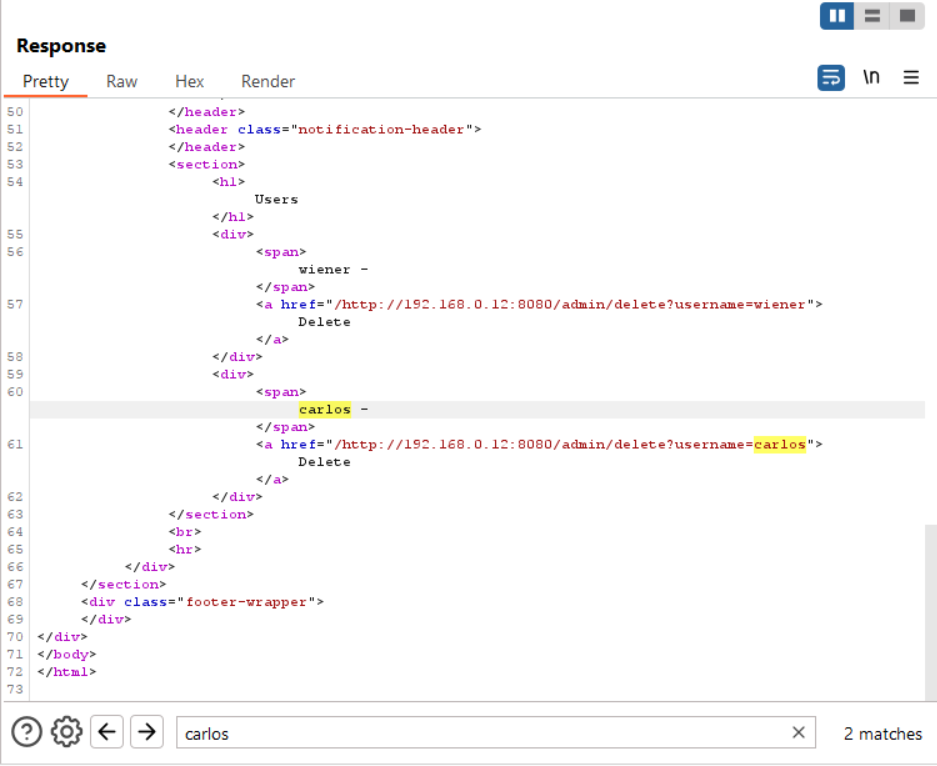 Response
Pretty Raw Hex Render \n
50 </header>
51 <header class="notification-header">
52 </header>
53 <section>
54 <h1>
Users
</h1>
55 <div>
56 <span>
wiener -
</span>
57 <a href="/http://192.168.0.12:8080/admin/delete?username=wiener">
Delete
</a>
58 </div>
59 <div>
60 <span>
carlos -
</span>
61 <a href="/http://192.168.0.12:8080/admin/delete?username=carlos">
Delete
</a>
62 </div>
63 </section>
64 <br>
65 <hr>
66 </div>
67 </section>
68 <div class="footer-wrapper">
69 </div>
70 </div>
71 </body>
72 </html>
73
carlos 2 matches